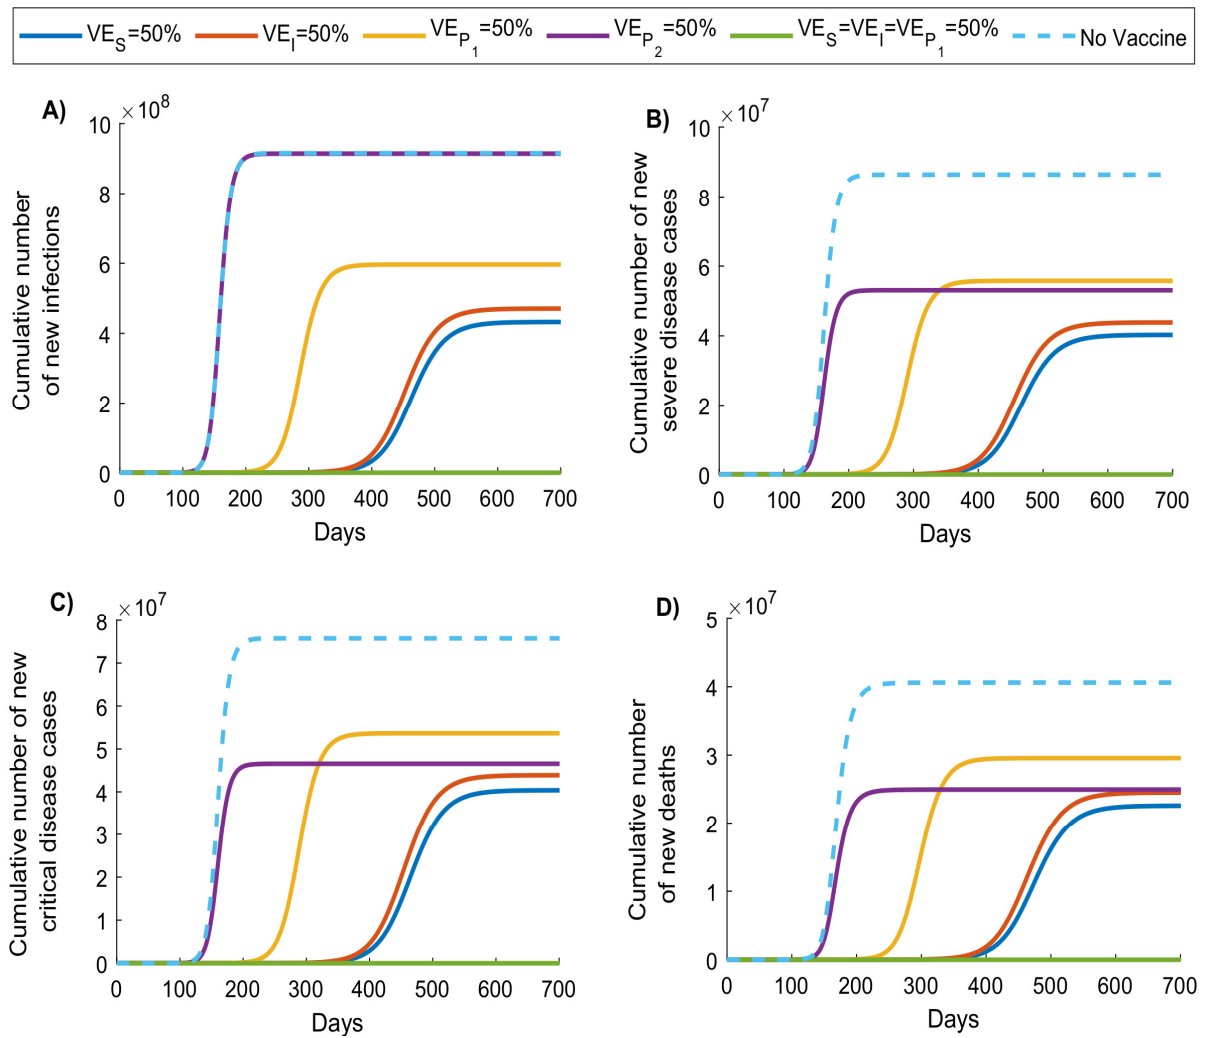 VE_S=50% VE_I=50% VE_P_1=50% VE_P_2=50% VE_S=VE_I=VE_P_1=50% No Vaccine
A) ×10^8
10
8
6
4
2
0
0 100 200 300 400 500 600 700
Days
Cumulative number
of new infections
B) ×10^7
10
8
6
4
2
0
0 100 200 300 400 500 600 700
Days
Cumulative number of new
severe disease cases
C) ×10^7
8
7
6
5
4
3
2
1
0
0 100 200 300 400 500 600 700
Days
Cumulative number of new
critical disease cases
D) ×10^7
5
4
3
2
1
0
0 100 200 300 400 500 600 700
Days
Cumulative number
of new deaths